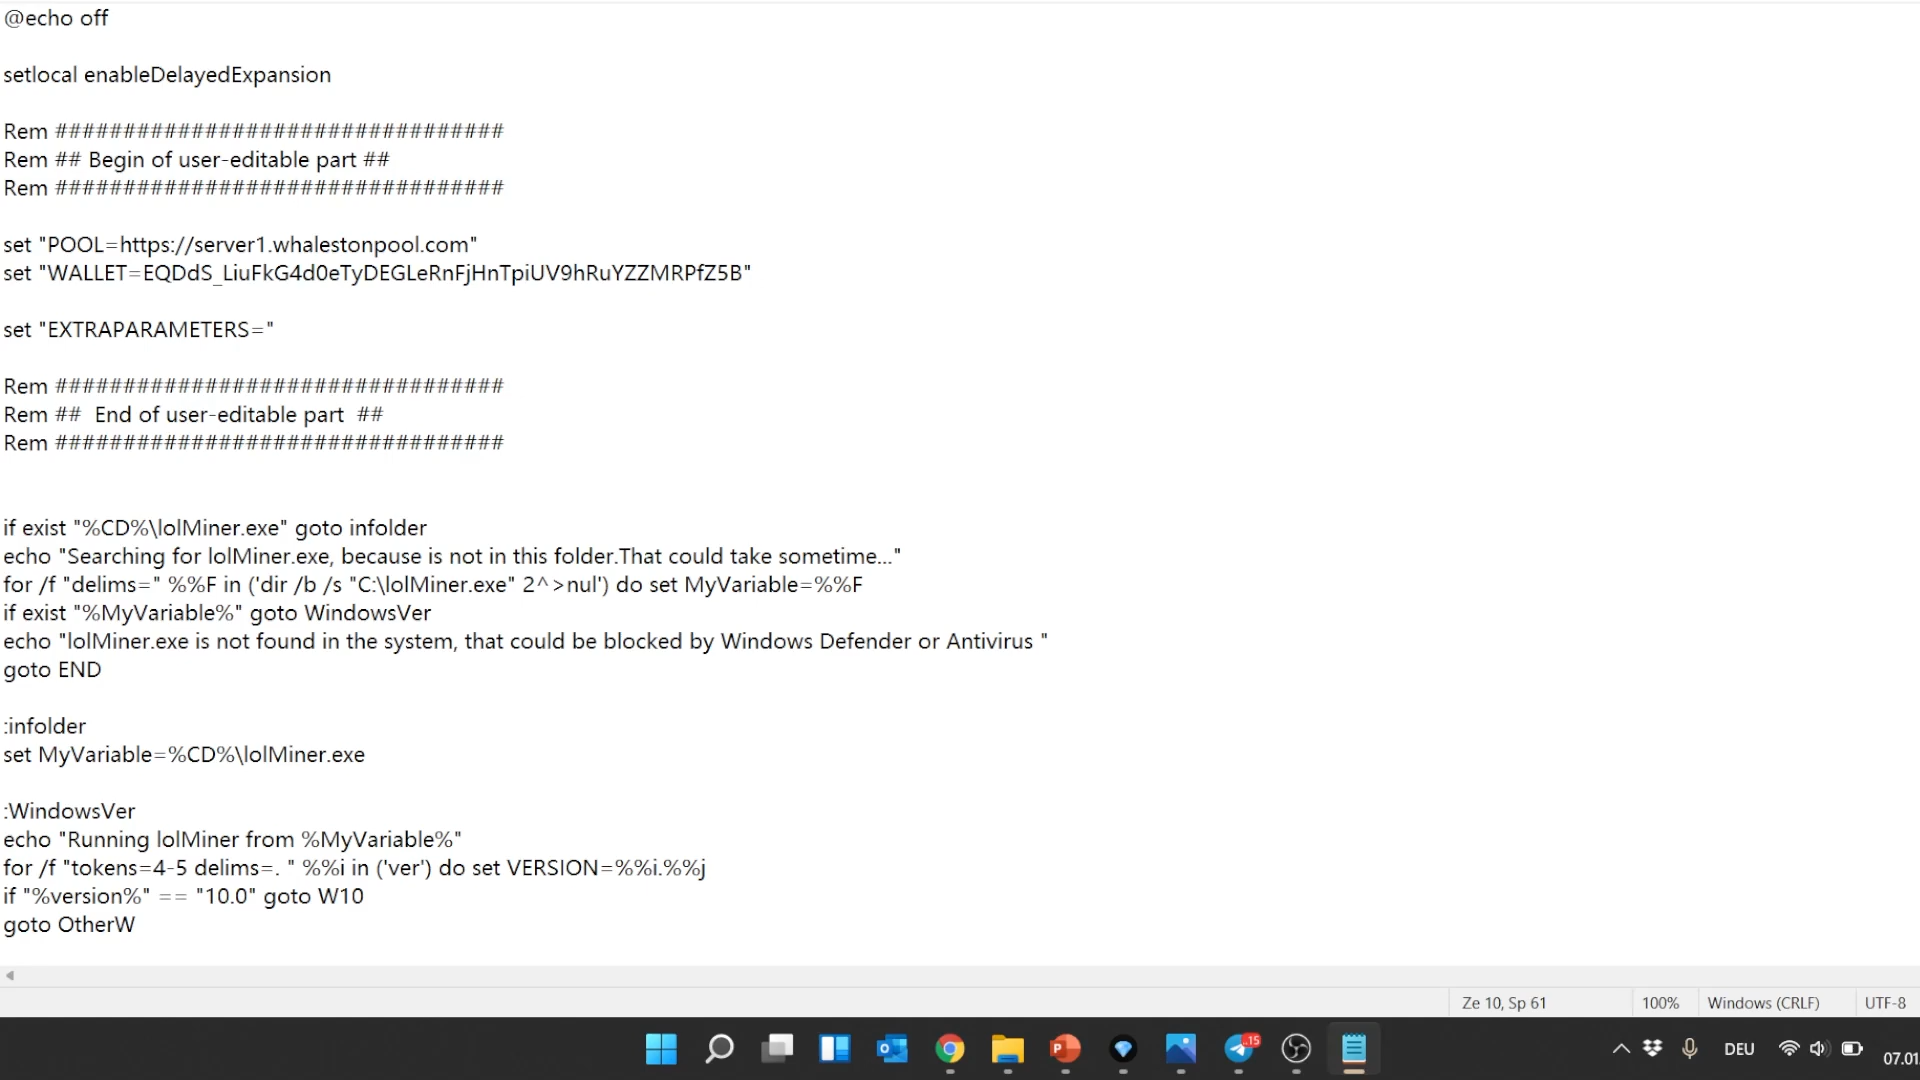 @echo off
setlocal enableDelayedExpansion
Rem #################################
Rem ## Begin of user-editable part ##
Rem #################################
set "POOL=https://server1.whalestonpool.com"
set "WALLET=EQDdS_LiuFkG4d0eTyDEGLeRnFjHnTpiUV9hRuYZZMRPfZ5B"
set "EXTRAPARAMETERS="
Rem #################################
Rem ##  End of user-editable part  ##
Rem #################################
if exist "%CD%\lolMiner.exe" goto infolder
echo "Searching for lolMiner.exe, because is not in this folder.That could take sometime..."
for /f "delims=" %%F in ('dir /b /s "C:\lolMiner.exe" 2^>nul') do set MyVariable=%%F
if exist "%MyVariable%" goto WindowsVer
echo "lolMiner.exe is not found in the system, that could be blocked by Windows Defender or Antivirus "
goto END
:infolder
set MyVariable=%CD%\lolMiner.exe
:WindowsVer
echo "Running lolMiner from %MyVariable%"
for /f "tokens=4-5 delims=. " %%i in ('ver') do set VERSION=%%i.%%j
if "%version%" == "10.0" goto W10
goto OtherW
Ze 10, Sp 61 100% Windows (CRLF) UTF-8
15 DEU 07.01